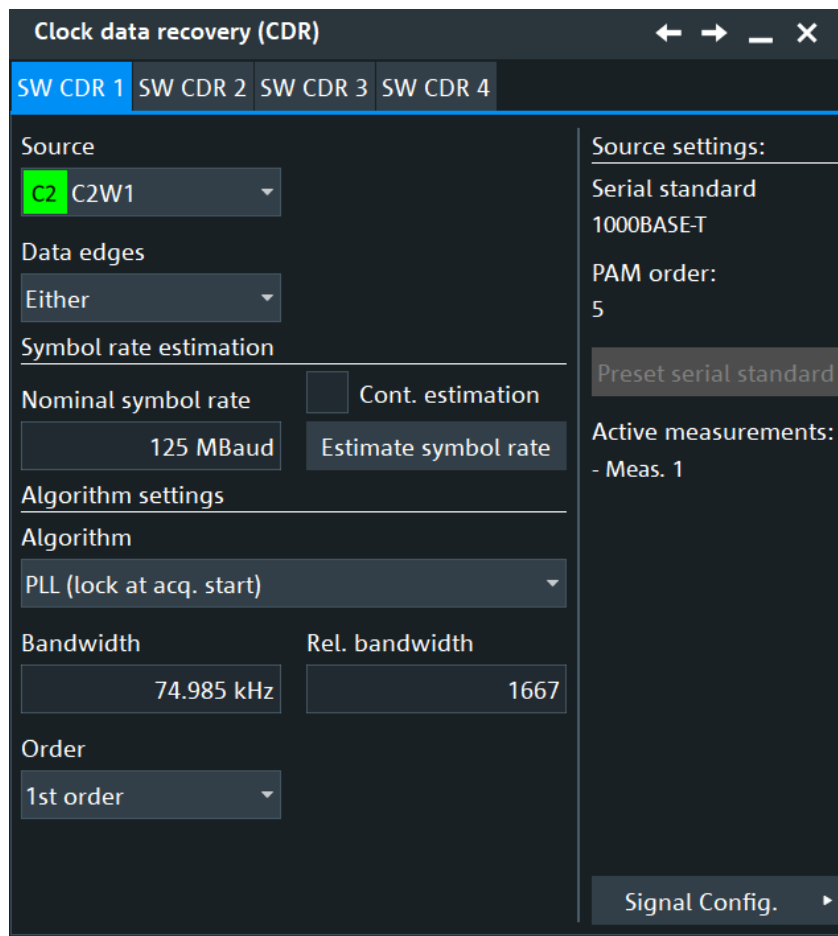 Clock data recovery (CDR)
SW CDR 1 SW CDR 2 SW CDR 3 SW CDR 4
Source
C2 C2W1
Data edges
Either
Symbol rate estimation
Nominal symbol rate
Cont. estimation
125 MBaud
Estimate symbol rate
Algorithm settings
Algorithm
PLL (lock at acq. start)
Bandwidth
Rel. bandwidth
74.985 kHz
1667
Order
1st order
Source settings:
Serial standard
1000BASE-T
PAM order:
5
Preset serial standard
Active measurements:
- Meas. 1
Signal Config.